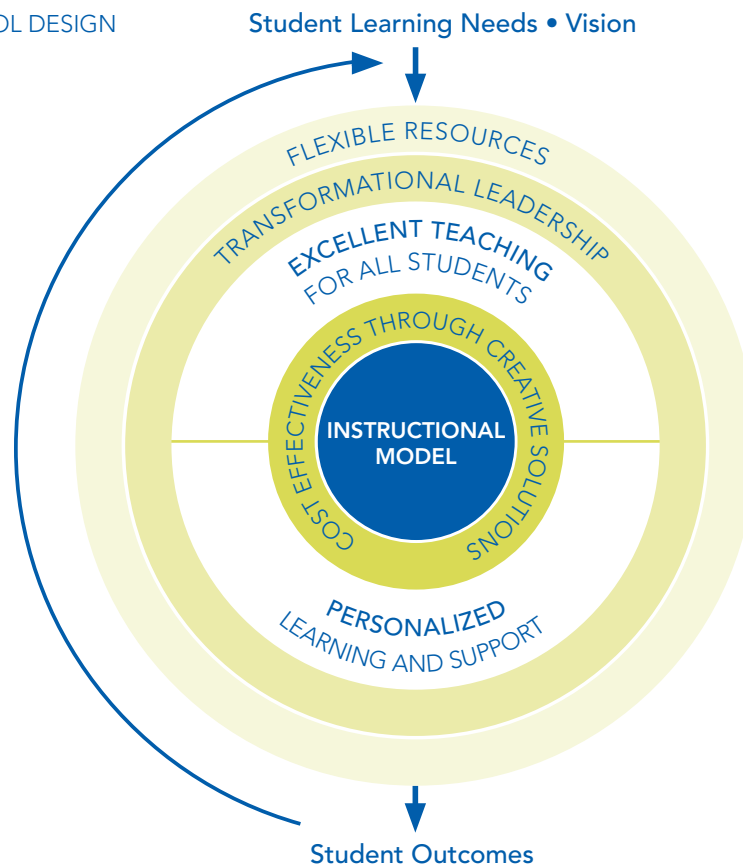 OL DESIGN
Student Learning Needs • Vision
FLEXIBLE RESOURCES
TRANSFORMATIONAL LEADERSHIP
EXCELLENT TEACHING
FOR ALL STUDENTS
COST EFFECTIVENESS THROUGH CREATIVE SOLUTIONS
INSTRUCTIONAL
MODEL
PERSONALIZED
LEARNING AND SUPPORT
Student Outcomes